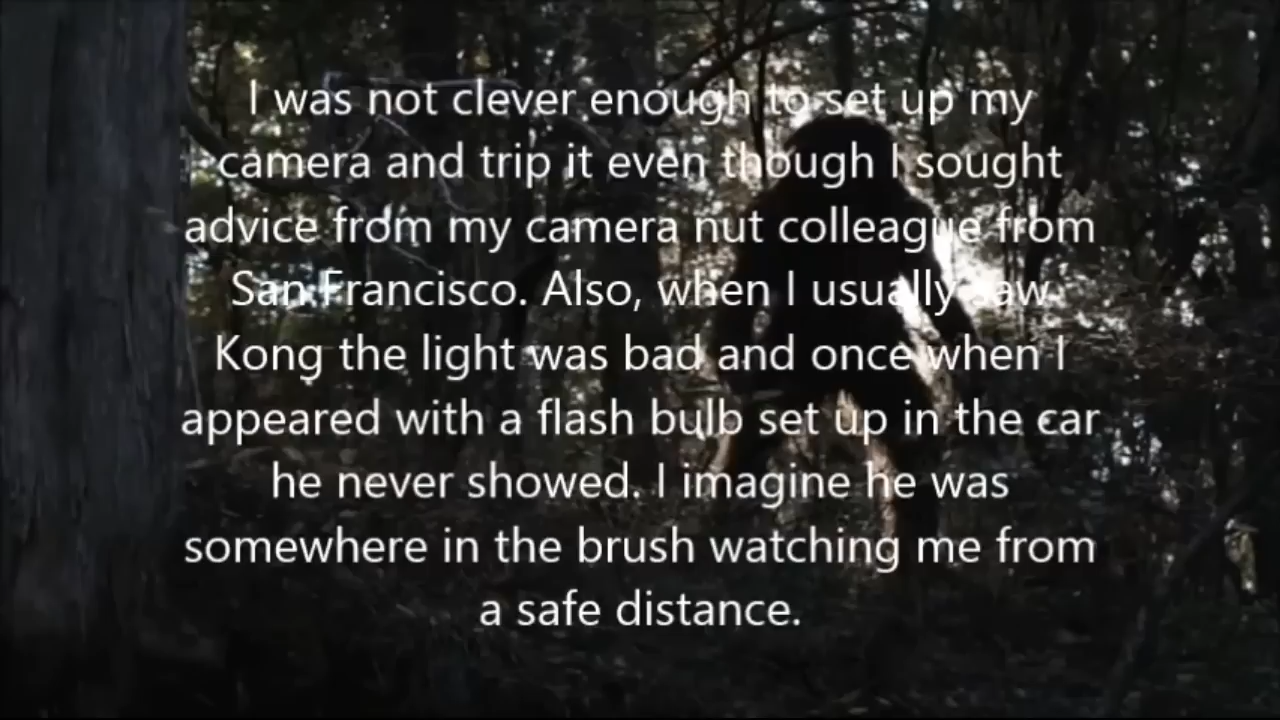 I was not clever enough to set up my
camera and trip it even though I sought
advice from my camera nut colleague from
San Francisco. Also, when I usually saw
Kong the light was bad and once when I
appeared with a flash bulb set up in the car
he never showed. I imagine he was
somewhere in the brush watching me from
a safe distance.